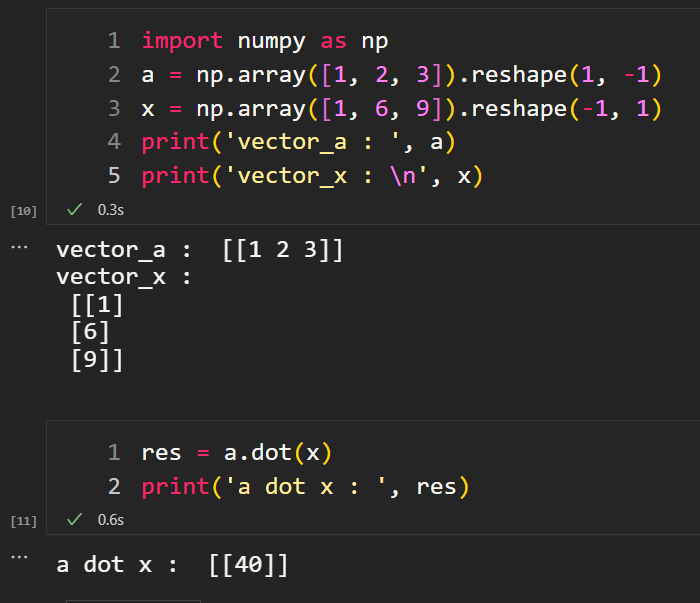 1 import numpy as np
2 a = np.array([1, 2, 3]).reshape(1, -1)
3 x = np.array([1, 6, 9]).reshape(-1, 1)
4 print('vector_a : ', a)
5 print('vector_x : \n', x)
[10] ✓ 0.3s
... vector_a :  [[1 2 3]]
vector_x :
 [[1]
 [6]
 [9]]
1 res = a.dot(x)
2 print('a dot x : ', res)
[11] ✓ 0.6s
... a dot x :  [[40]]